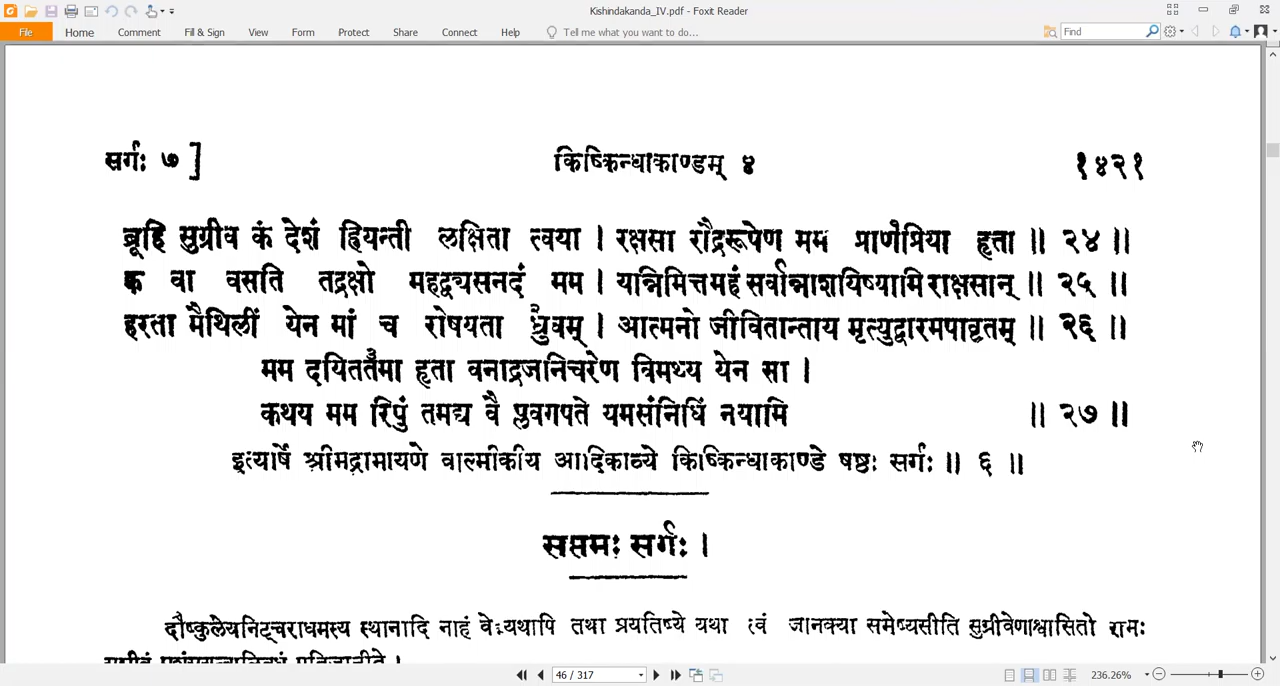 Kishindakanda_IV.pdf - Foxit Reader
File Home Comment Fill & Sign View Form Protect Share Connect Help Tell me what you want to do... Find
सर्गः ७ ] किष्किन्धाकाण्डम् ४ १४२१
ब्रूहि सुग्रीव कं देशं ह्रियन्ती लक्षिता त्वया । रक्षसा रौद्ररूपेण मम प्राणैप्रिया हृता ॥ २४ ॥
क वा वसति तद्रक्षो महद्व्यसनदं मम । यन्निमित्तमहं सर्वान्नाशयिष्यामि राक्षसान् ॥ २५ ॥
हरता मैथिलीं येन मां च रोषयता ध्रुवम् । आत्मनो जीवितान्ताय मृत्युद्वारमपावृतम् ॥ २६ ॥
मम दयिततमा हृता वनाद्रजनिचरेण विमथ्य येन सा ।
कथय मम रिपुं तमद्य वै प्लवगपते यमसंनिधिं नयामि ॥ २७ ॥
इत्यार्षे श्रीमद्रामायणे वाल्मीकीय आदिकाव्ये किष्किन्धाकाण्डे षष्ठः सर्गः ॥ ६ ॥
सप्तमः सर्गः ।
स्थानादि नाहं तथा प्रयतिष्ये यथा त्वं जानक्या समेष्यसीति सुग्रीवेणाश्वासितो रामः
46 / 317 236.26%